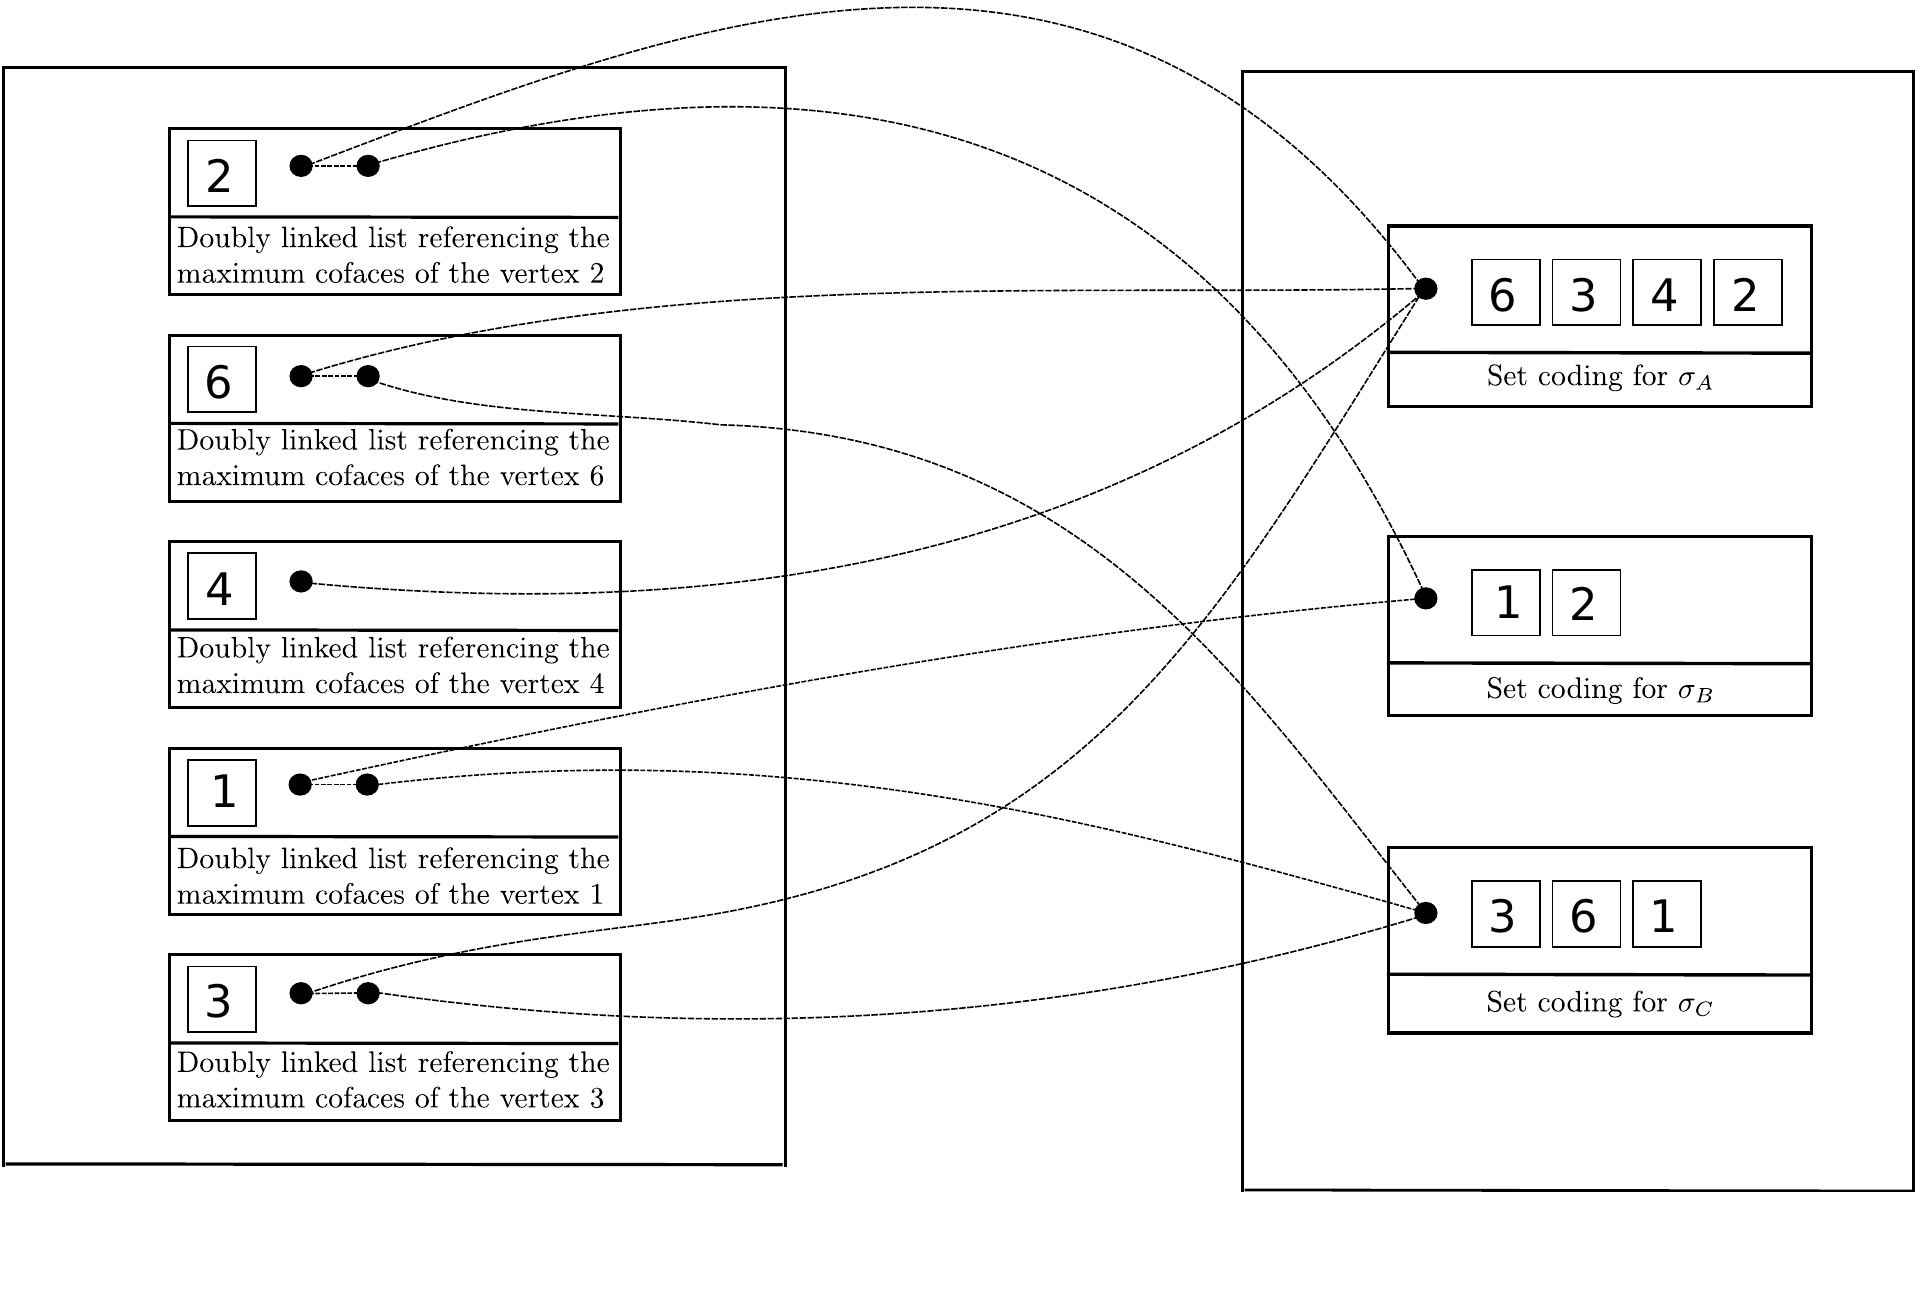 2
Doubly linked list referencing the
maximum cofaces of the vertex 2
6
Doubly linked list referencing the
maximum cofaces of the vertex 6
4
Doubly linked list referencing the
maximum cofaces of the vertex 4
1
Doubly linked list referencing the
maximum cofaces of the vertex 1
3
Doubly linked list referencing the
maximum cofaces of the vertex 3
6 3 4 2
Set coding for σ_A
1 2
Set coding for σ_B
3 6 1
Set coding for σ_C